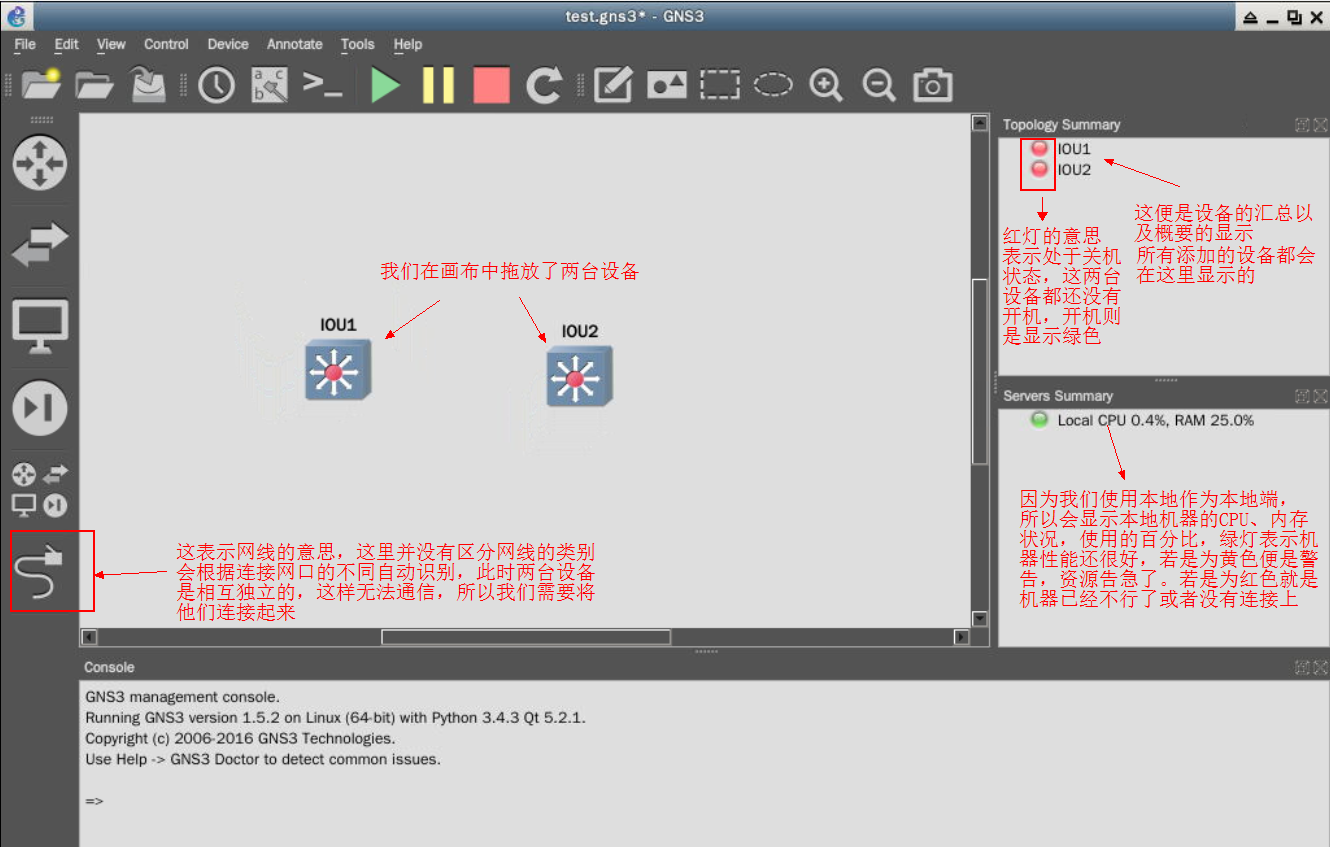 test.gns3* - GNS3
File Edit View Control Device Annotate Tools Help
a c
b
>_
我们在画布中拖放了两台设备
IOU1
IOU2
这表示网线的意思，这里并没有区分网线的类别
会根据连接网口的不同自动识别，此时两台设备
是相互独立的，这样无法通信，所以我们需要将
他们连接起来
Topology Summary
IOU1
IOU2
红灯的意思
表示处于关机
状态，这两台
设备都还没有
开机，开机则
是显示绿色
这便是设备的汇总以
及概要的显示
所有添加的设备都会
在这里显示的
Servers Summary
Local CPU 0.4%, RAM 25.0%
因为我们使用本地作为本地端，
所以会显示本地机器的CPU、内存
状况，使用的百分比，绿灯表示机
器性能还很好，若是为黄色便是警
告，资源告急了。若是为红色就是
机器已经不行了或者没有连接上
Console
GNS3 management console.
Running GNS3 version 1.5.2 on Linux (64-bit) with Python 3.4.3 Qt 5.2.1.
Copyright (c) 2006-2016 GNS3 Technologies.
Use Help -> GNS3 Doctor to detect common issues.
=>